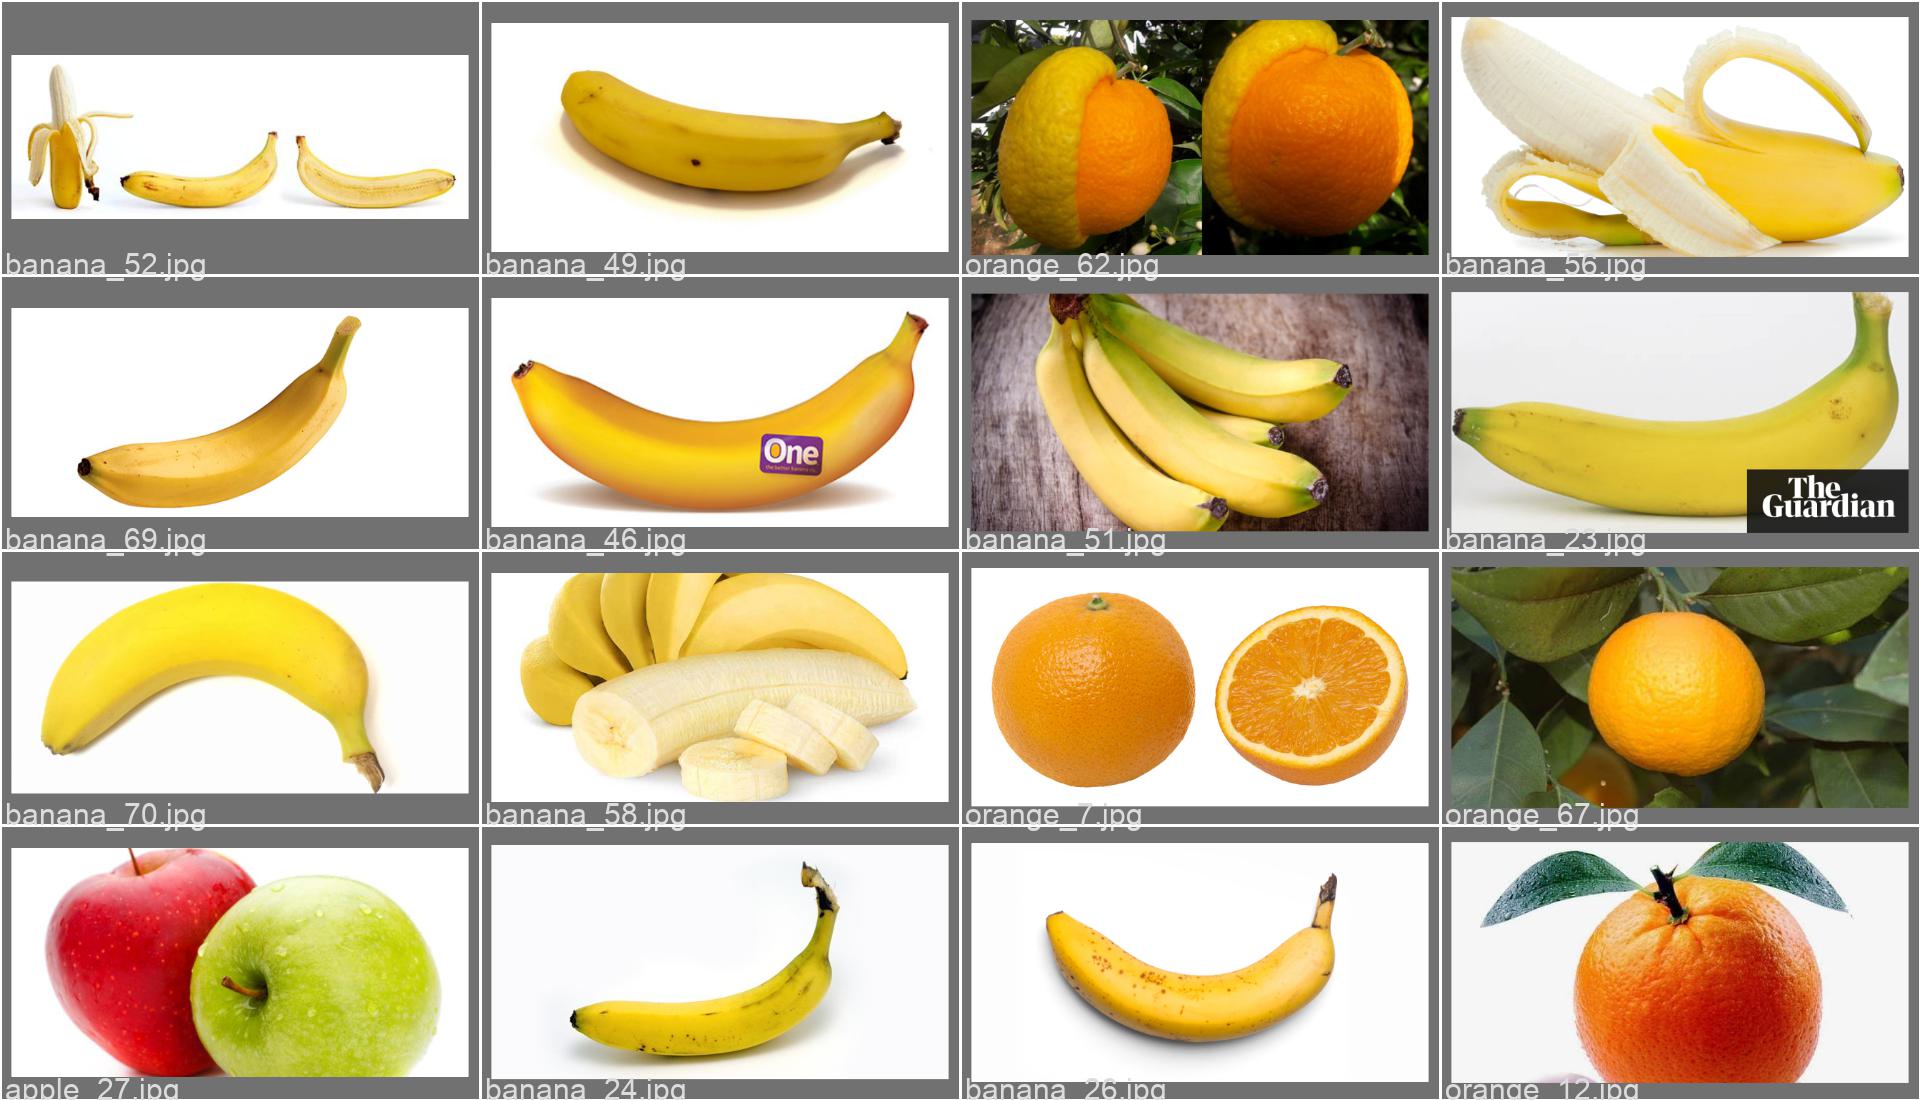 banana_52.jpg
banana_49.jpg
orange_62.jpg
banana_56.jpg
banana_69.jpg
One
the better banana co.
banana_46.jpg
banana_51.jpg
The
Guardian
banana_23.jpg
banana_70.jpg
banana_58.jpg
orange_7.jpg
orange_67.jpg
apple_27.jpg
banana_24.jpg
banana_26.jpg
orange_12.jpg